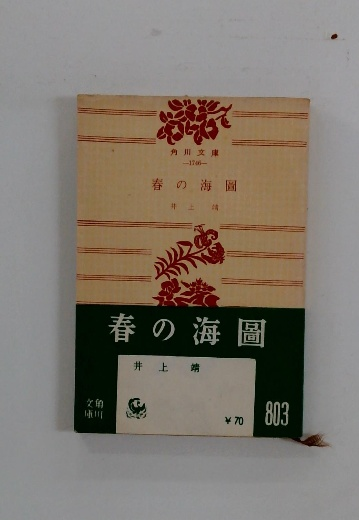 角川文庫
—1746—
春の海圖
井上靖
春の海圖
井上靖
角川文庫
￥70
803